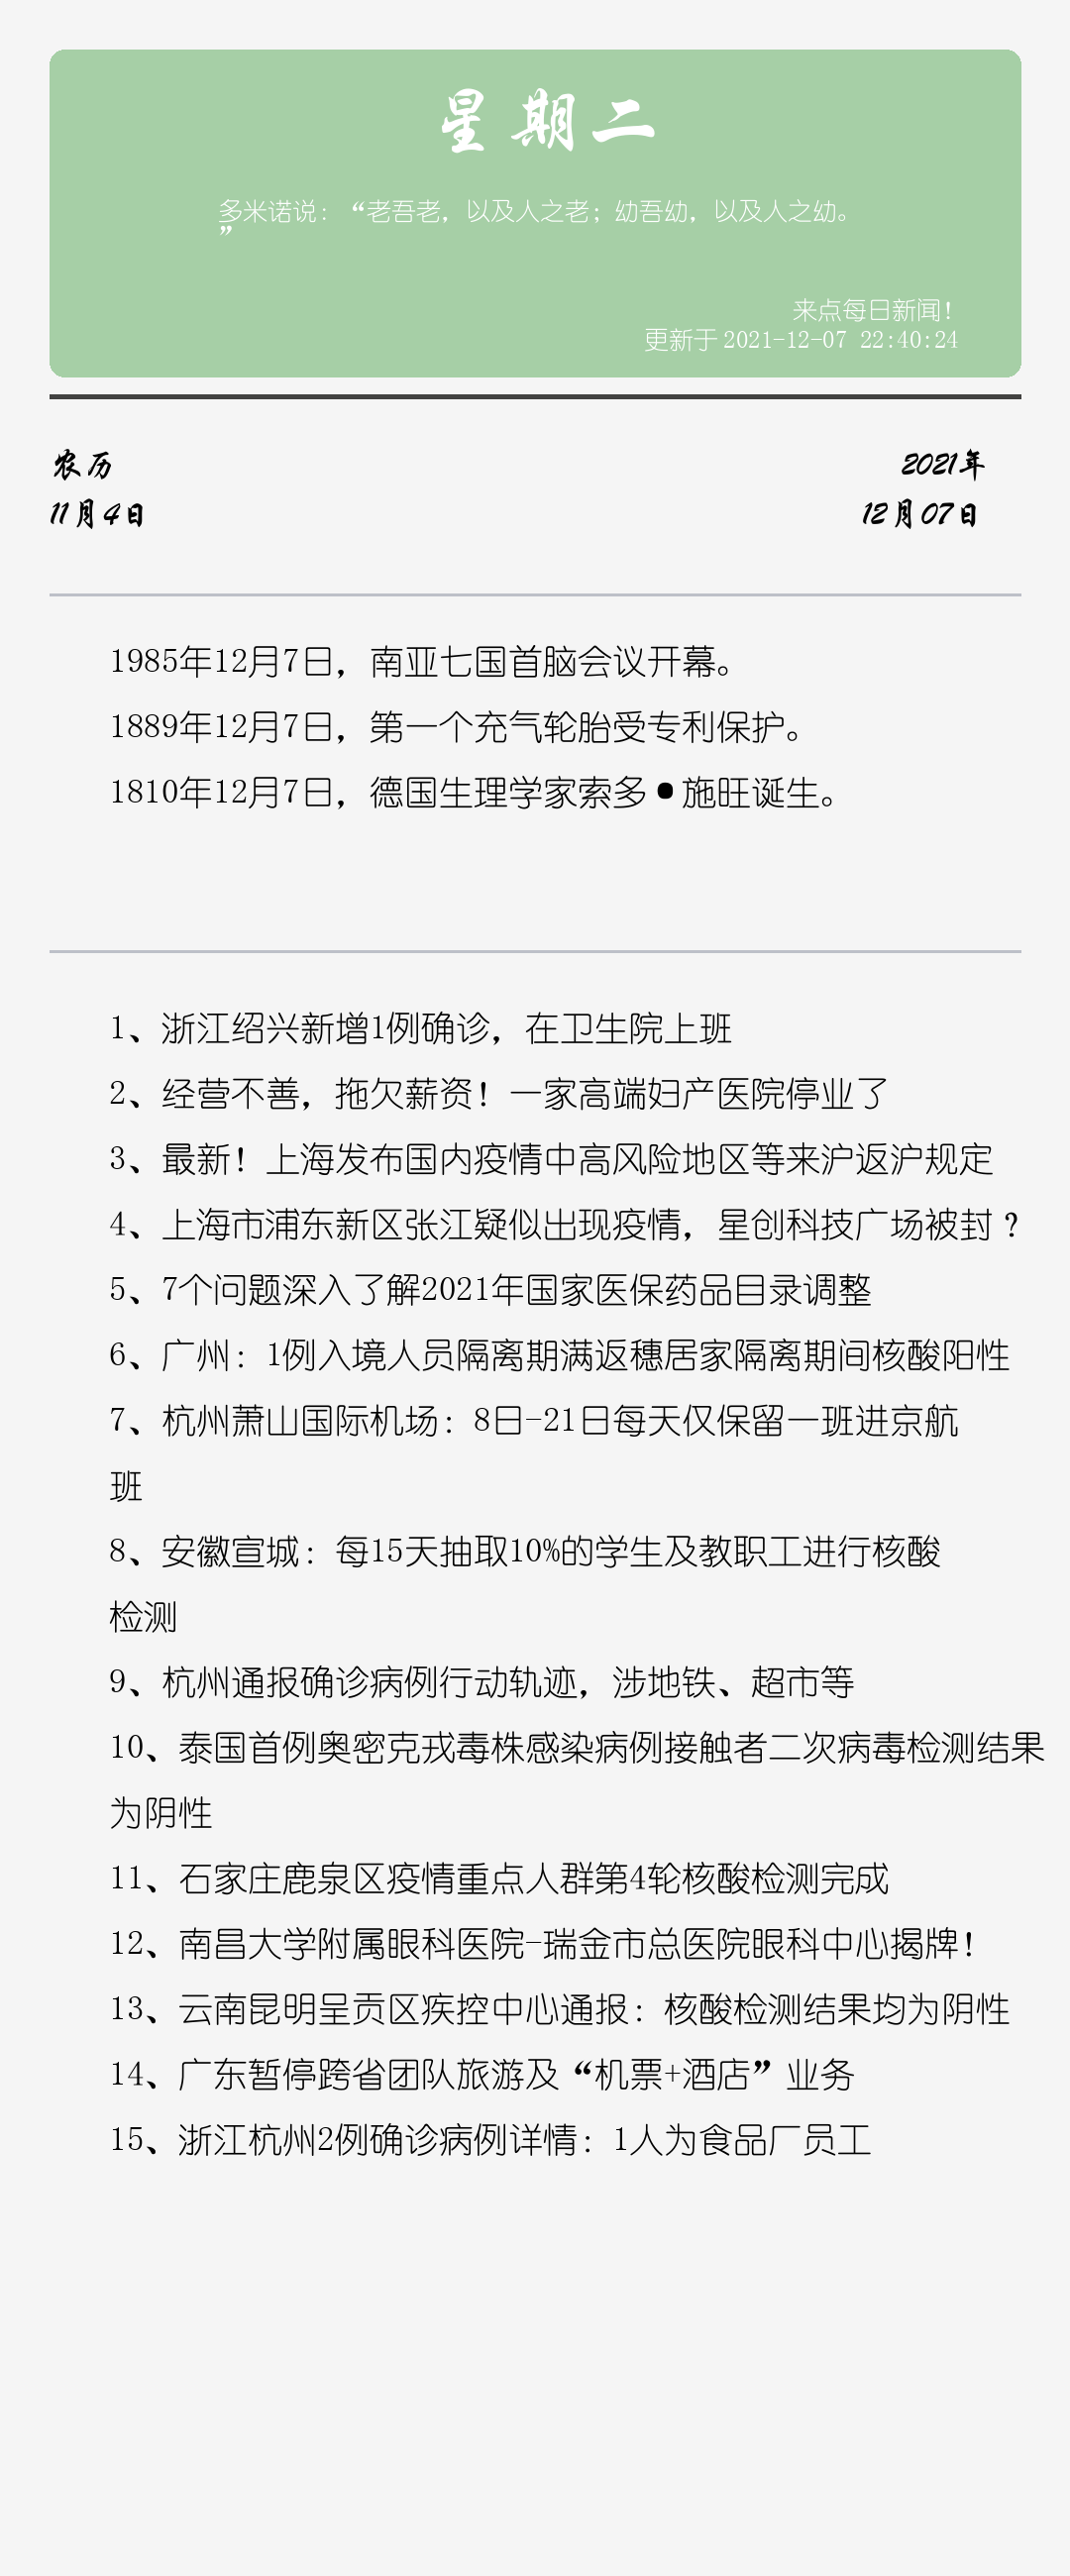 星期二
多米诺说：“老吾老，以及人之老；幼吾幼，以及人之幼。
”
来点每日新闻！
更新于 2021-12-07 22:40:24
农历
11月4日
2021年
12月07日
1985年12月7日，南亚七国首脑会议开幕。
1889年12月7日，第一个充气轮胎受专利保护。
1810年12月7日，德国生理学家索多•施旺诞生。
1、浙江绍兴新增1例确诊，在卫生院上班
2、经营不善，拖欠薪资！一家高端妇产医院停业了
3、最新！上海发布国内疫情中高风险地区等来沪返沪规定
4、上海市浦东新区张江疑似出现疫情，星创科技广场被封？
5、7个问题深入了解2021年国家医保药品目录调整
6、广州：1例入境人员隔离期满返穗居家隔离期间核酸阳性
7、杭州萧山国际机场：8日-21日每天仅保留一班进京航
班
8、安徽宣城：每15天抽取10%的学生及教职工进行核酸
检测
9、杭州通报确诊病例行动轨迹，涉地铁、超市等
10、泰国首例奥密克戎毒株感染病例接触者二次病毒检测结果
为阴性
11、石家庄鹿泉区疫情重点人群第4轮核酸检测完成
12、南昌大学附属眼科医院-瑞金市总医院眼科中心揭牌！
13、云南昆明呈贡区疾控中心通报：核酸检测结果均为阴性
14、广东暂停跨省团队旅游及“机票+酒店”业务
15、浙江杭州2例确诊病例详情：1人为食品厂员工